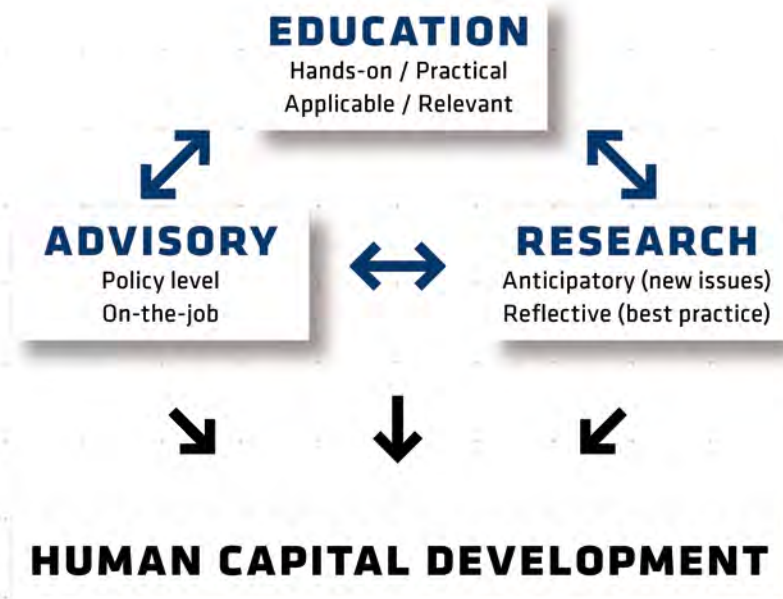 EDUCATION
Hands-on / Practical
Applicable / Relevant
ADVISORY
Policy level
On-the-job
RESEARCH
Anticipatory (new issues)
Reflective (best practice)
HUMAN CAPITAL DEVELOPMENT